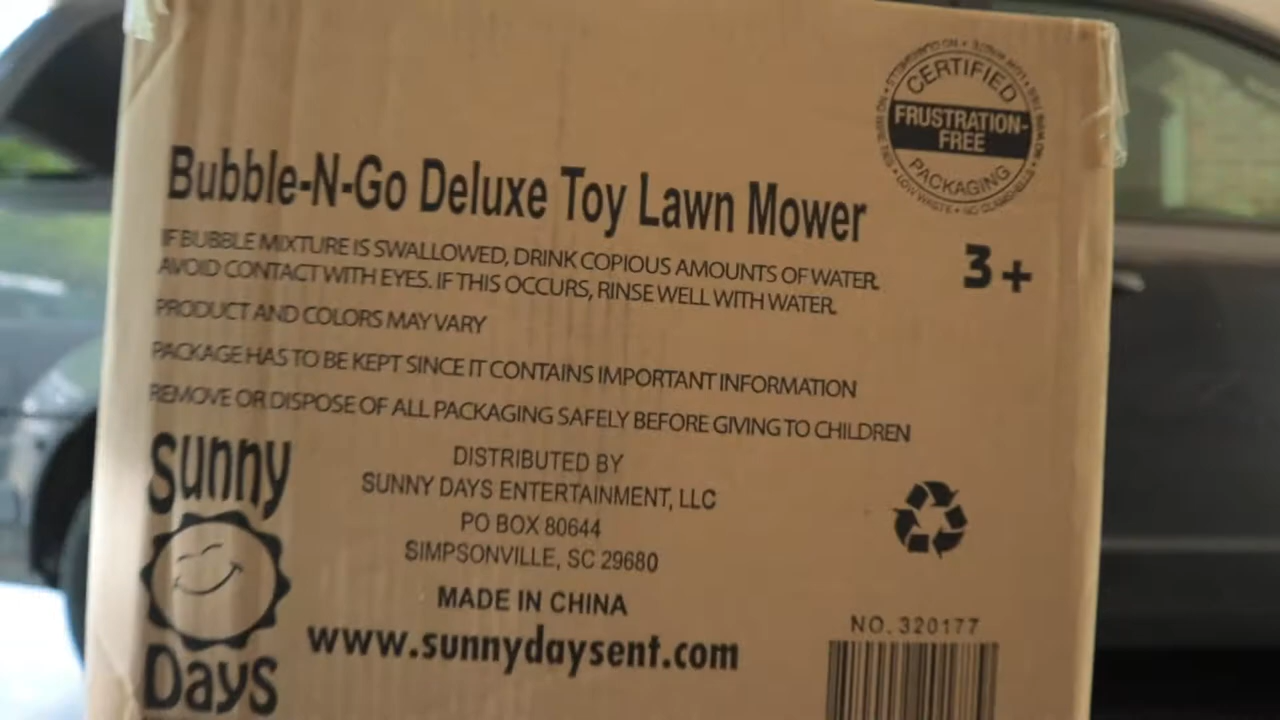 CERTIFIED
FRUSTRATION-
FREE
PACKAGING
LOW WASTE • NO CLAMSHELLS
Bubble-N-Go Deluxe Toy Lawn Mower
3+
IF BUBBLE MIXTURE IS SWALLOWED, DRINK COPIOUS AMOUNTS OF WATER.
AVOID CONTACT WITH EYES. IF THIS OCCURS, RINSE WELL WITH WATER.
PRODUCT AND COLORS MAY VARY
PACKAGE HAS TO BE KEPT SINCE IT CONTAINS IMPORTANT INFORMATION
REMOVE OR DISPOSE OF ALL PACKAGING SAFELY BEFORE GIVING TO CHILDREN
sunny
Days
DISTRIBUTED BY
SUNNY DAYS ENTERTAINMENT, LLC
PO BOX 80644
SIMPSONVILLE, SC 29680
MADE IN CHINA
www.sunnydaysent.com
NO. 320177